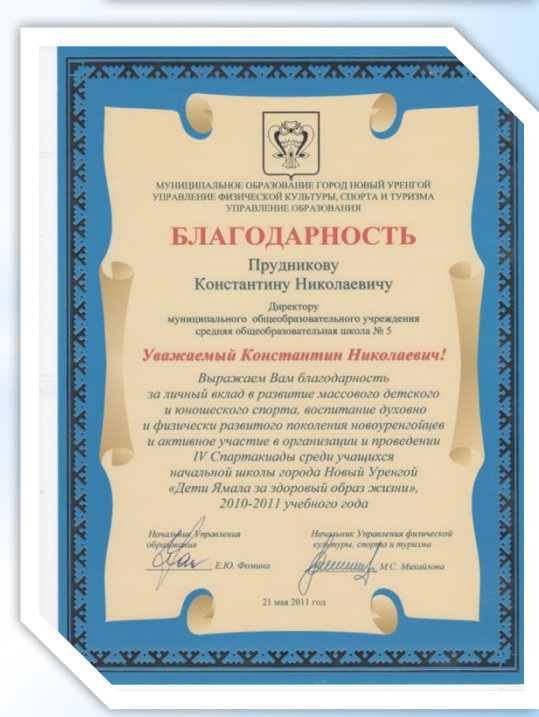 МУНИЦИПАЛЬНОЕ ОБРАЗОВАНИЕ ГОРОД НОВЫЙ УРЕНГОЙ
УПРАВЛЕНИЕ ФИЗИЧЕСКОЙ КУЛЬТУРЫ, СПОРТА И ТУРИЗМА
УПРАВЛЕНИЕ ОБРАЗОВАНИЯ
БЛАГОДАРНОСТЬ
Прудникову
Константину Николаевичу
Директору
муниципального общеобразовательного учреждения
средняя общеобразовательная школа № 5
Уважаемый Константин Николаевич!
Выражаем Вам благодарность
за личный вклад в развитие массового детского
и юношеского спорта, воспитание духовно
и физически развитого поколения новоуренгойцев
и активное участие в организации и проведении
IV Спартакиады среди учащихся
начальной школы города Новый Уренгой
«Дети Ямала за здоровый образ жизни»,
2010-2011 учебного года
Начальник Управления
образования
Е.Ю. Фомина
Начальник Управления физической
культуры, спорта и туризма
М.С. Михайлова
21 мая 2011 год